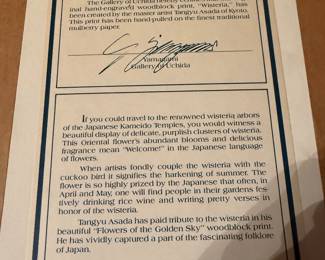 The Gallery of Uchida hereby certifies that this orig-
inal hand-engraved woodblock print, "Wisteria," has
been created by the master artist Tangyu Asada of Kyoto.
This print has been hand-pulled on the finest traditional
mulberry paper.
Yamagami
Gallery of Uchida
If you could travel to the renowned wisteria arbors
of the Japanese Kameido Temples, you would witness a
beautiful display of delicate, purplish clusters of wisteria.
This Oriental flower's abundant blooms and delicious
fragrance mean "Welcome" in the Japanese language
of flowers.
When artists fondly couple the wisteria with the
cuckoo bird it signifies the harkening of summer. The
flower is so highly prized by the Japanese that often, in
April and May, one will find people in their gardens fes-
tively drinking rice wine and writing pretty verses in
honor of the wisteria.
Tangyu Asada has paid tribute to the wisteria in his
beautiful "Flowers of the Golden Sky" woodblock print.
He has vividly captured a part of the fascinating folklore
of Japan.